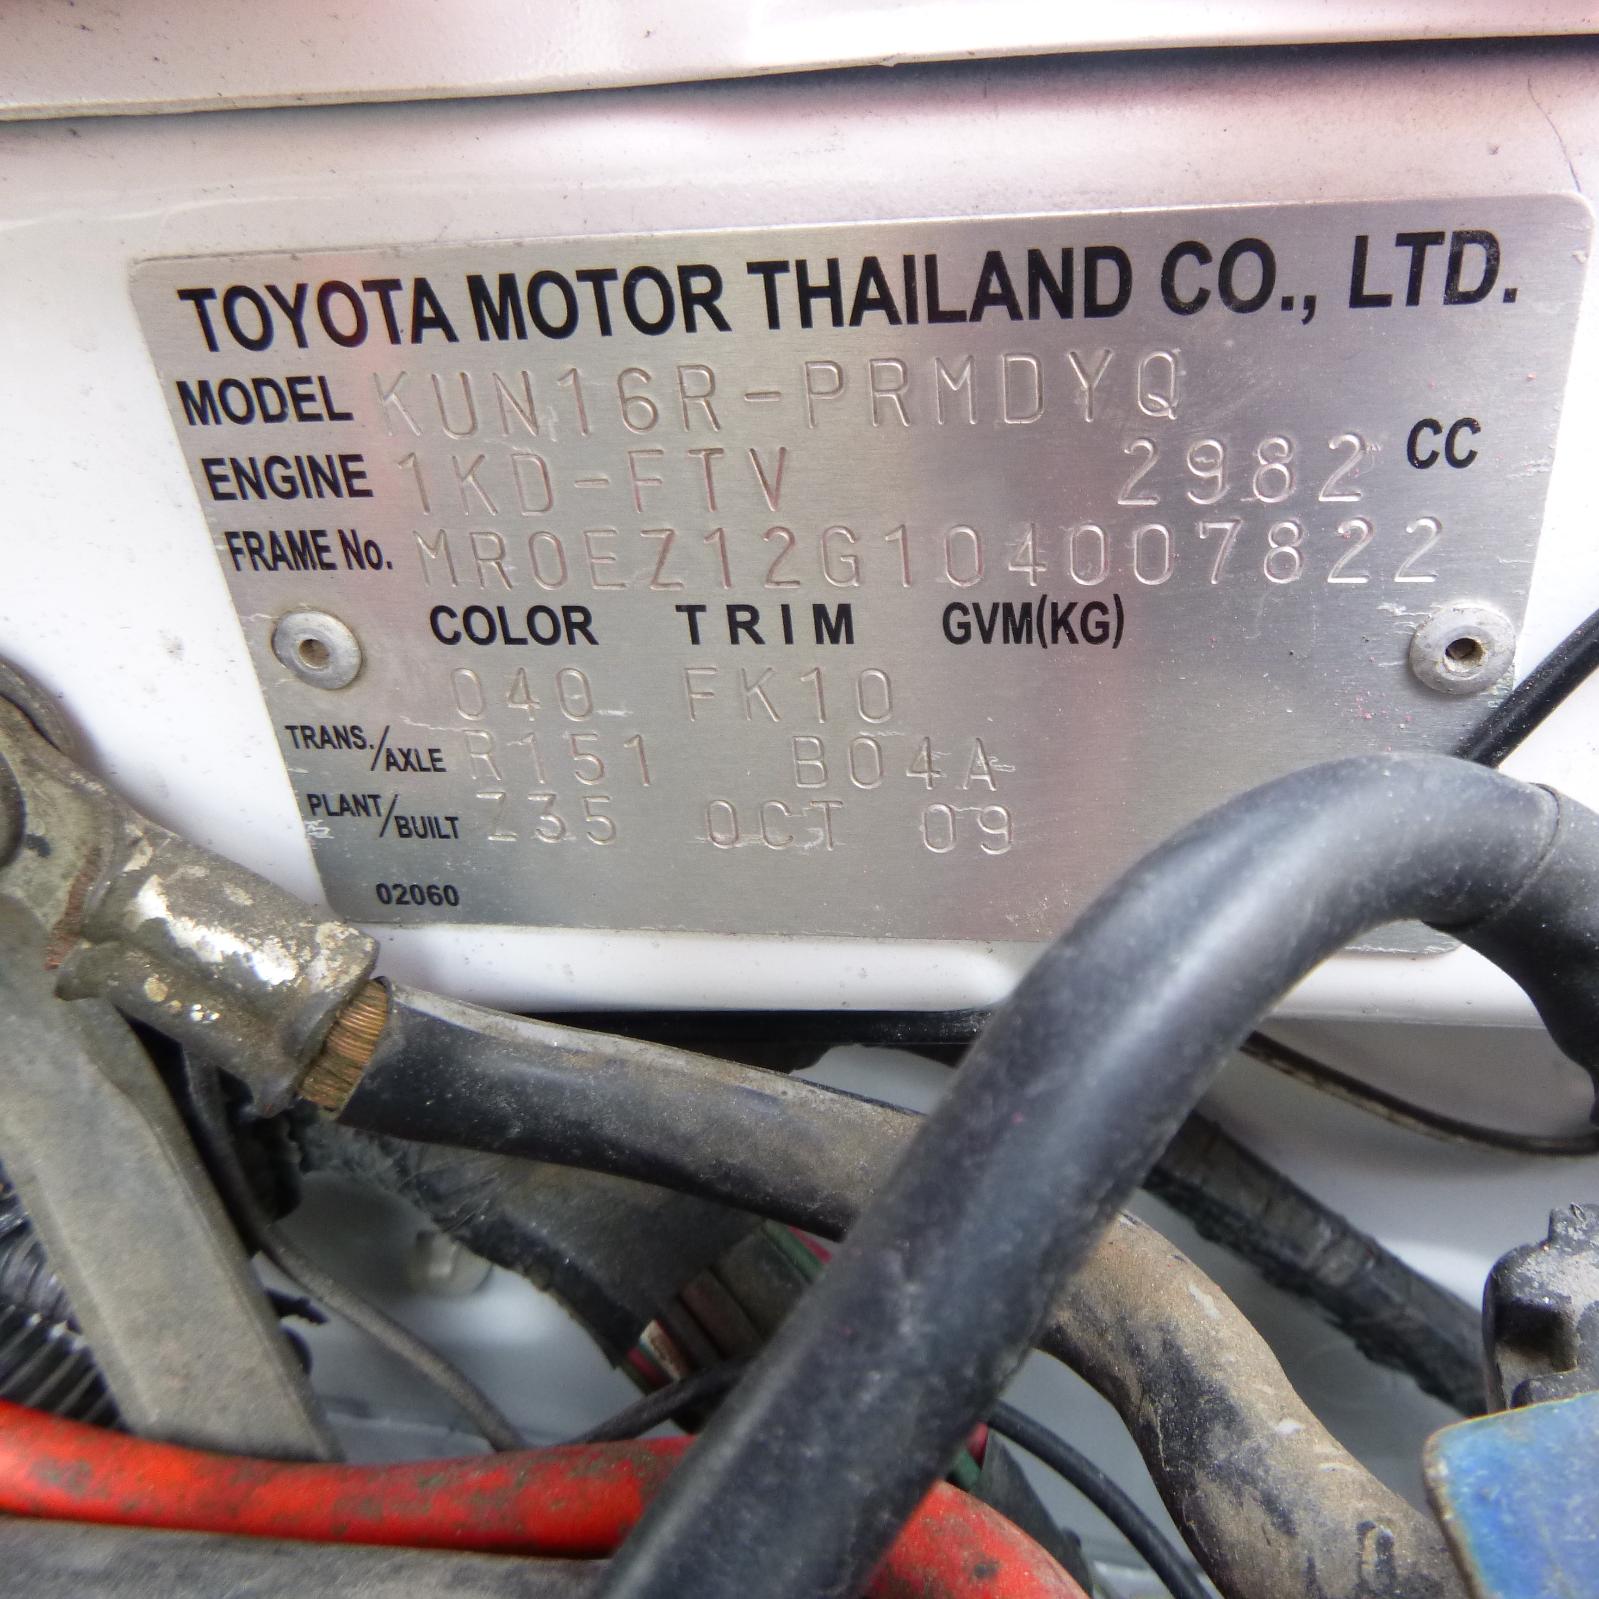 TOYOTA MOTOR THAILAND CO., LTD.
MODEL KUN16R-PRMDYQ
ENGINE 1KD-FTV 2982 CC
FRAME No. MR0EZ12G104007822
COLOR TRIM GVM(KG)
040 FK10
TRANS./AXLE R151 B04A
PLANT/BUILT Z35 OCT 09
02060